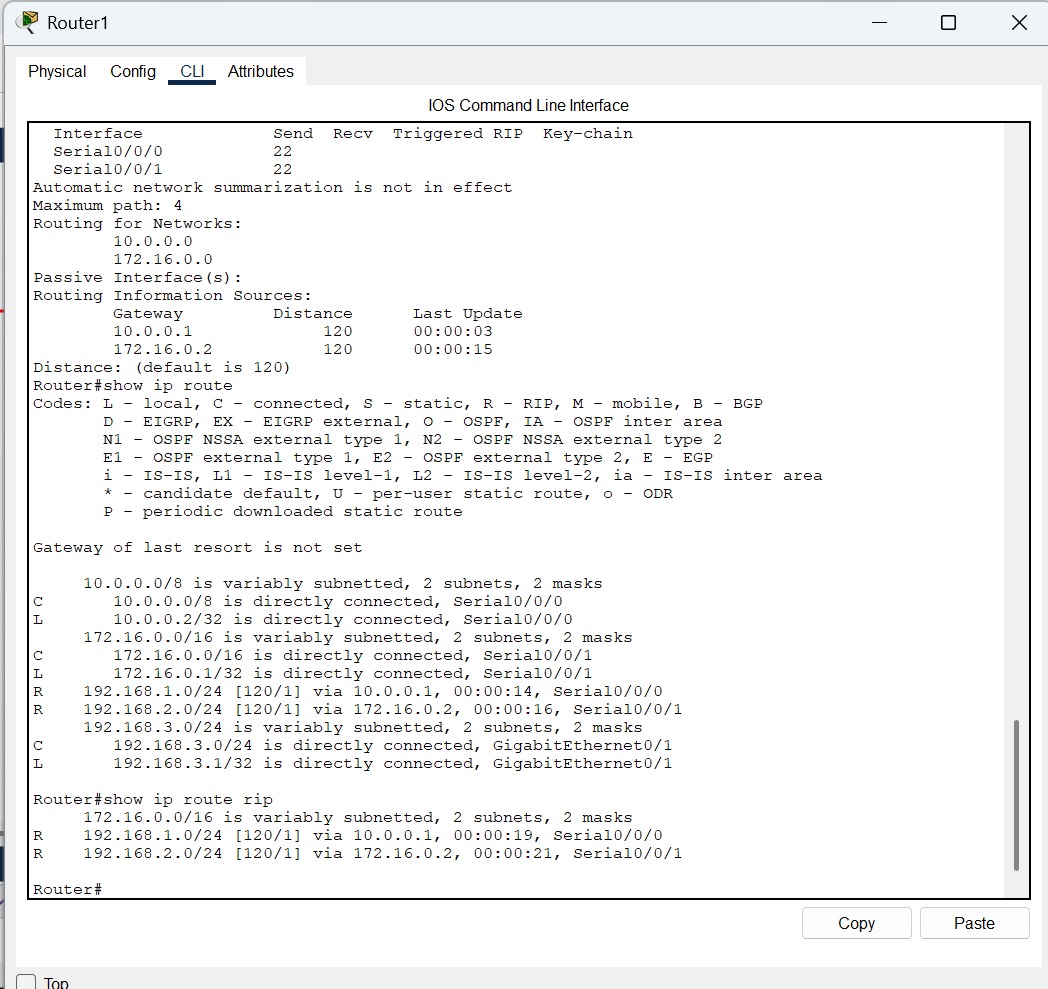 Router1
Physical Config CLI Attributes
IOS Command Line Interface
Interface Send Recv Triggered RIP Key-chain
Serial0/0/0 22
Serial0/0/1 22
Automatic network summarization is not in effect
Maximum path: 4
Routing for Networks:
10.0.0.0
172.16.0.0
Passive Interface(s):
Routing Information Sources:
Gateway Distance Last Update
10.0.0.1 120 00:00:03
172.16.0.2 120 00:00:15
Distance: (default is 120)
Router#show ip route
Codes: L - local, C - connected, S - static, R - RIP, M - mobile, B - BGP
D - EIGRP, EX - EIGRP external, O - OSPF, IA - OSPF inter area
N1 - OSPF NSSA external type 1, N2 - OSPF NSSA external type 2
E1 - OSPF external type 1, E2 - OSPF external type 2, E - EGP
i - IS-IS, L1 - IS-IS level-1, L2 - IS-IS level-2, ia - IS-IS inter area
* - candidate default, U - per-user static route, o - ODR
P - periodic downloaded static route
Gateway of last resort is not set
10.0.0.0/8 is variably subnetted, 2 subnets, 2 masks
C 10.0.0.0/8 is directly connected, Serial0/0/0
L 10.0.0.2/32 is directly connected, Serial0/0/0
172.16.0.0/16 is variably subnetted, 2 subnets, 2 masks
C 172.16.0.0/16 is directly connected, Serial0/0/1
L 172.16.0.1/32 is directly connected, Serial0/0/1
R 192.168.1.0/24 [120/1] via 10.0.0.1, 00:00:14, Serial0/0/0
R 192.168.2.0/24 [120/1] via 172.16.0.2, 00:00:16, Serial0/0/1
192.168.3.0/24 is variably subnetted, 2 subnets, 2 masks
C 192.168.3.0/24 is directly connected, GigabitEthernet0/1
L 192.168.3.1/32 is directly connected, GigabitEthernet0/1
Router#show ip route rip
172.16.0.0/16 is variably subnetted, 2 subnets, 2 masks
R 192.168.1.0/24 [120/1] via 10.0.0.1, 00:00:19, Serial0/0/0
R 192.168.2.0/24 [120/1] via 172.16.0.2, 00:00:21, Serial0/0/1
Router#
Copy Paste
Top